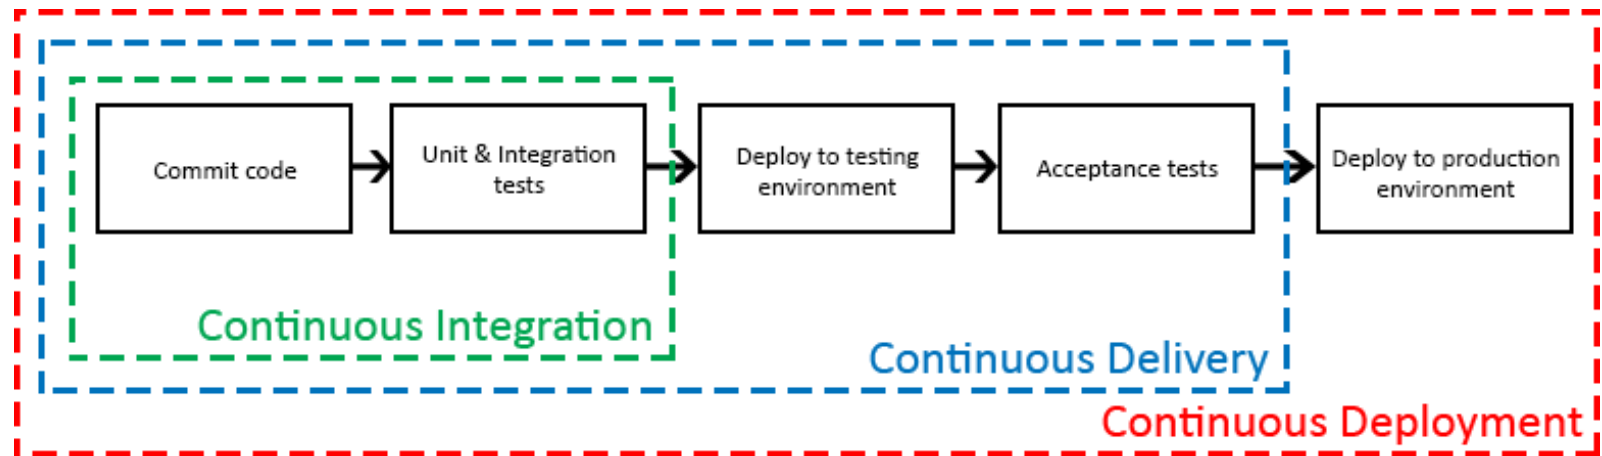 Commit code
Unit & Integration
tests
Deploy to testing
environment
Acceptance tests
Deploy to production
environment
Continuous Integration
Continuous Delivery
Continuous Deployment